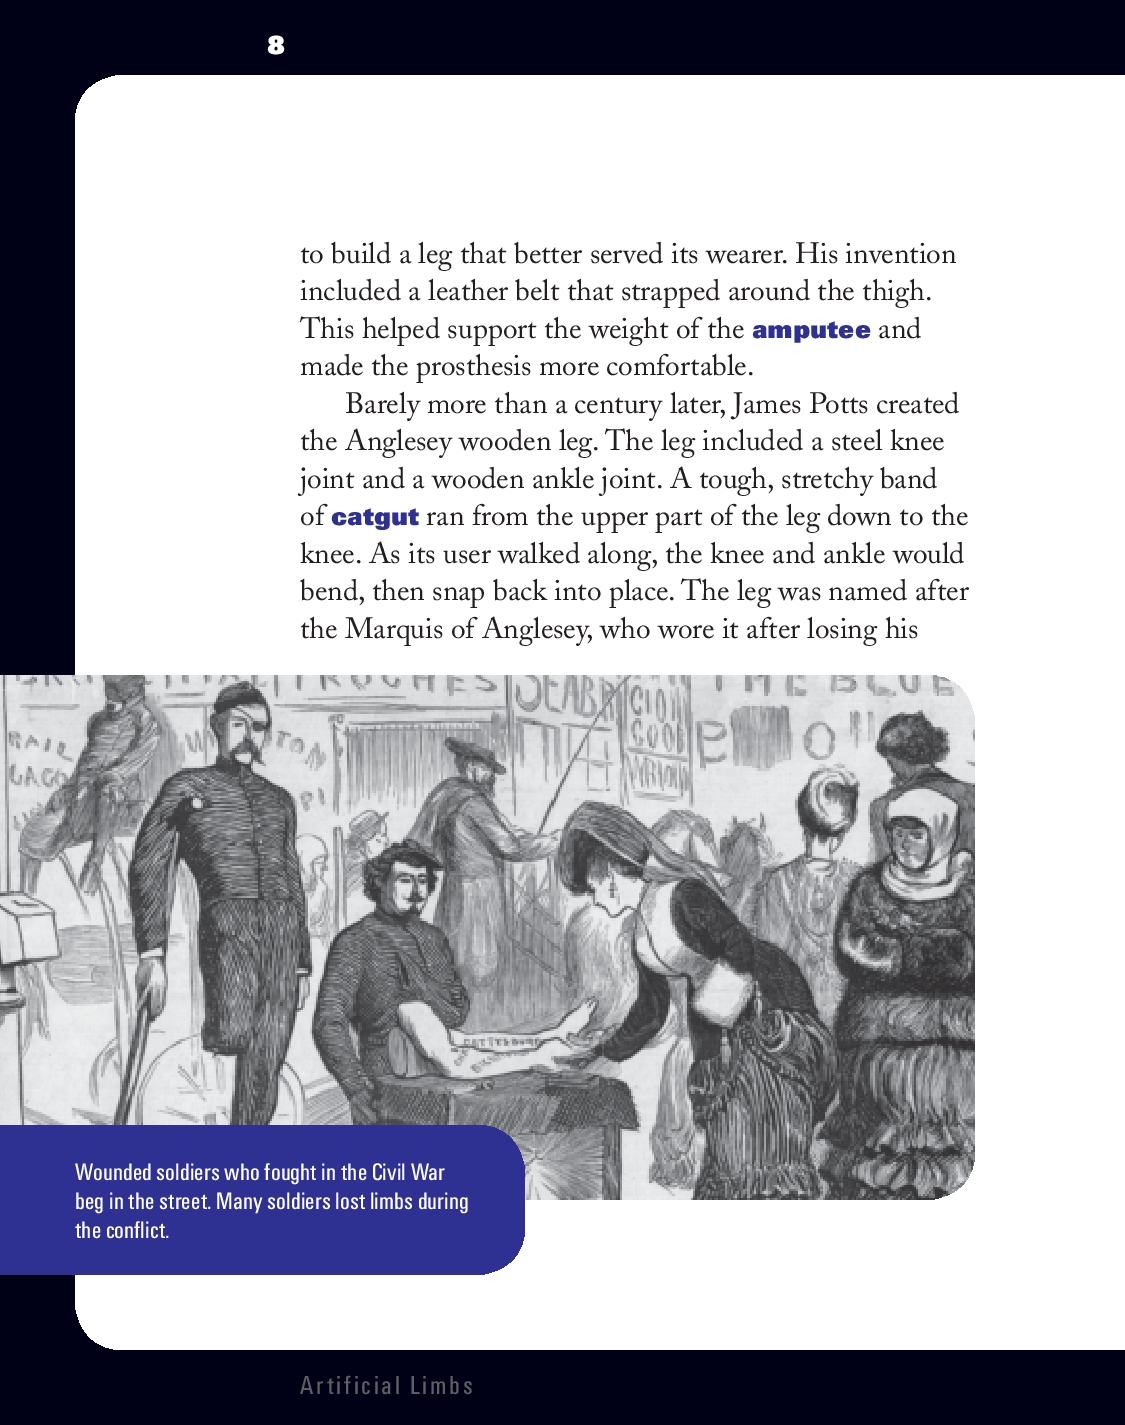 8
to build a leg that better served its wearer. His invention
included a leather belt that strapped around the thigh.
This helped support the weight of the amputee and
made the prosthesis more comfortable.
Barely more than a century later, James Potts created
the Anglesey wooden leg. The leg included a steel knee
joint and a wooden ankle joint. A tough, stretchy band
of catgut ran from the upper part of the leg down to the
knee. As its user walked along, the knee and ankle would
bend, then snap back into place. The leg was named after
the Marquis of Anglesey, who wore it after losing his
TROCHES
THE BLUE
RAIL
Wounded soldiers who fought in the Civil War
beg in the street. Many soldiers lost limbs during
the conflict.
Artificial Limbs